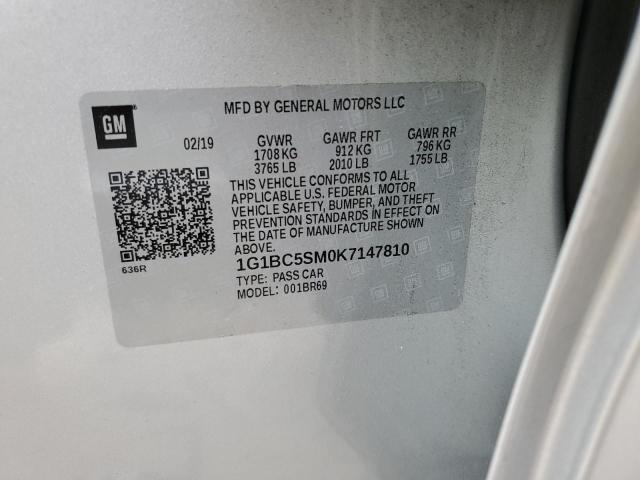 GM
MFD BY GENERAL MOTORS LLC
02/19 GVWR GAWR FRT GAWR RR
1708 KG 912 KG 796 KG
3765 LB 2010 LB 1755 LB
THIS VEHICLE CONFORMS TO ALL
APPLICABLE U.S. FEDERAL MOTOR
VEHICLE SAFETY, BUMPER, AND THEFT
PREVENTION STANDARDS IN EFFECT ON
THE DATE OF MANUFACTURE SHOWN
ABOVE.
636R
1G1BC5SM0K7147810
TYPE: PASS CAR
MODEL: 001BR69